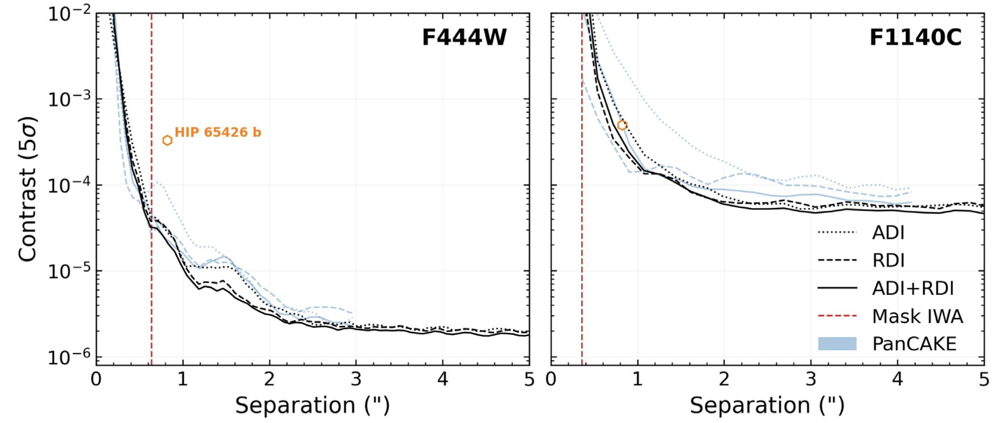 F444W
F1140C
Contrast (5σ)
10⁻²
10⁻³
10⁻⁴
10⁻⁵
10⁻⁶
HIP 65426 b
ADI
RDI
ADI+RDI
Mask IWA
PanCAKE
0 1 2 3 4 5
0 1 2 3 4 5
Separation (")
Separation (")